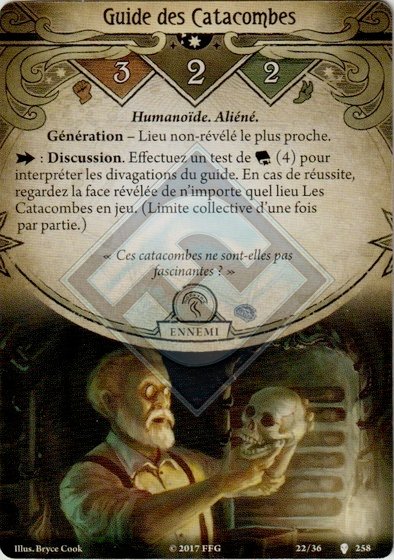 Guide des Catacombes
3 2 2
Humanoïde. Aliéné.
Génération – Lieu non-révélé le plus proche.
: Discussion. Effectuez un test de (4) pour
interpréter les divagations du guide. En cas de réussite,
regardez la face révélée de n'importe quel lieu Les
Catacombes en jeu. (Limite collective d'une fois
par partie.)
« Ces catacombes ne sont-elles pas
fascinantes ? »
ENNEMI
Illus. Bryce Cook © 2017 FFG 22/36 258